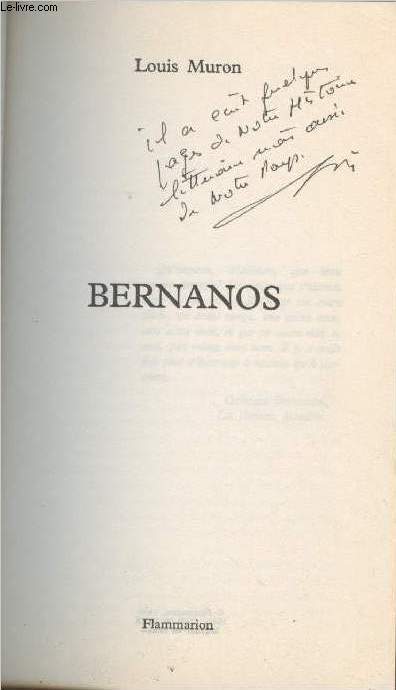 Le-livre.com
Louis Muron
il a écrit quelques
pages de Notre Histoire
littéraire mais aussi
de Notre Pays.
BERNANOS
Flammarion